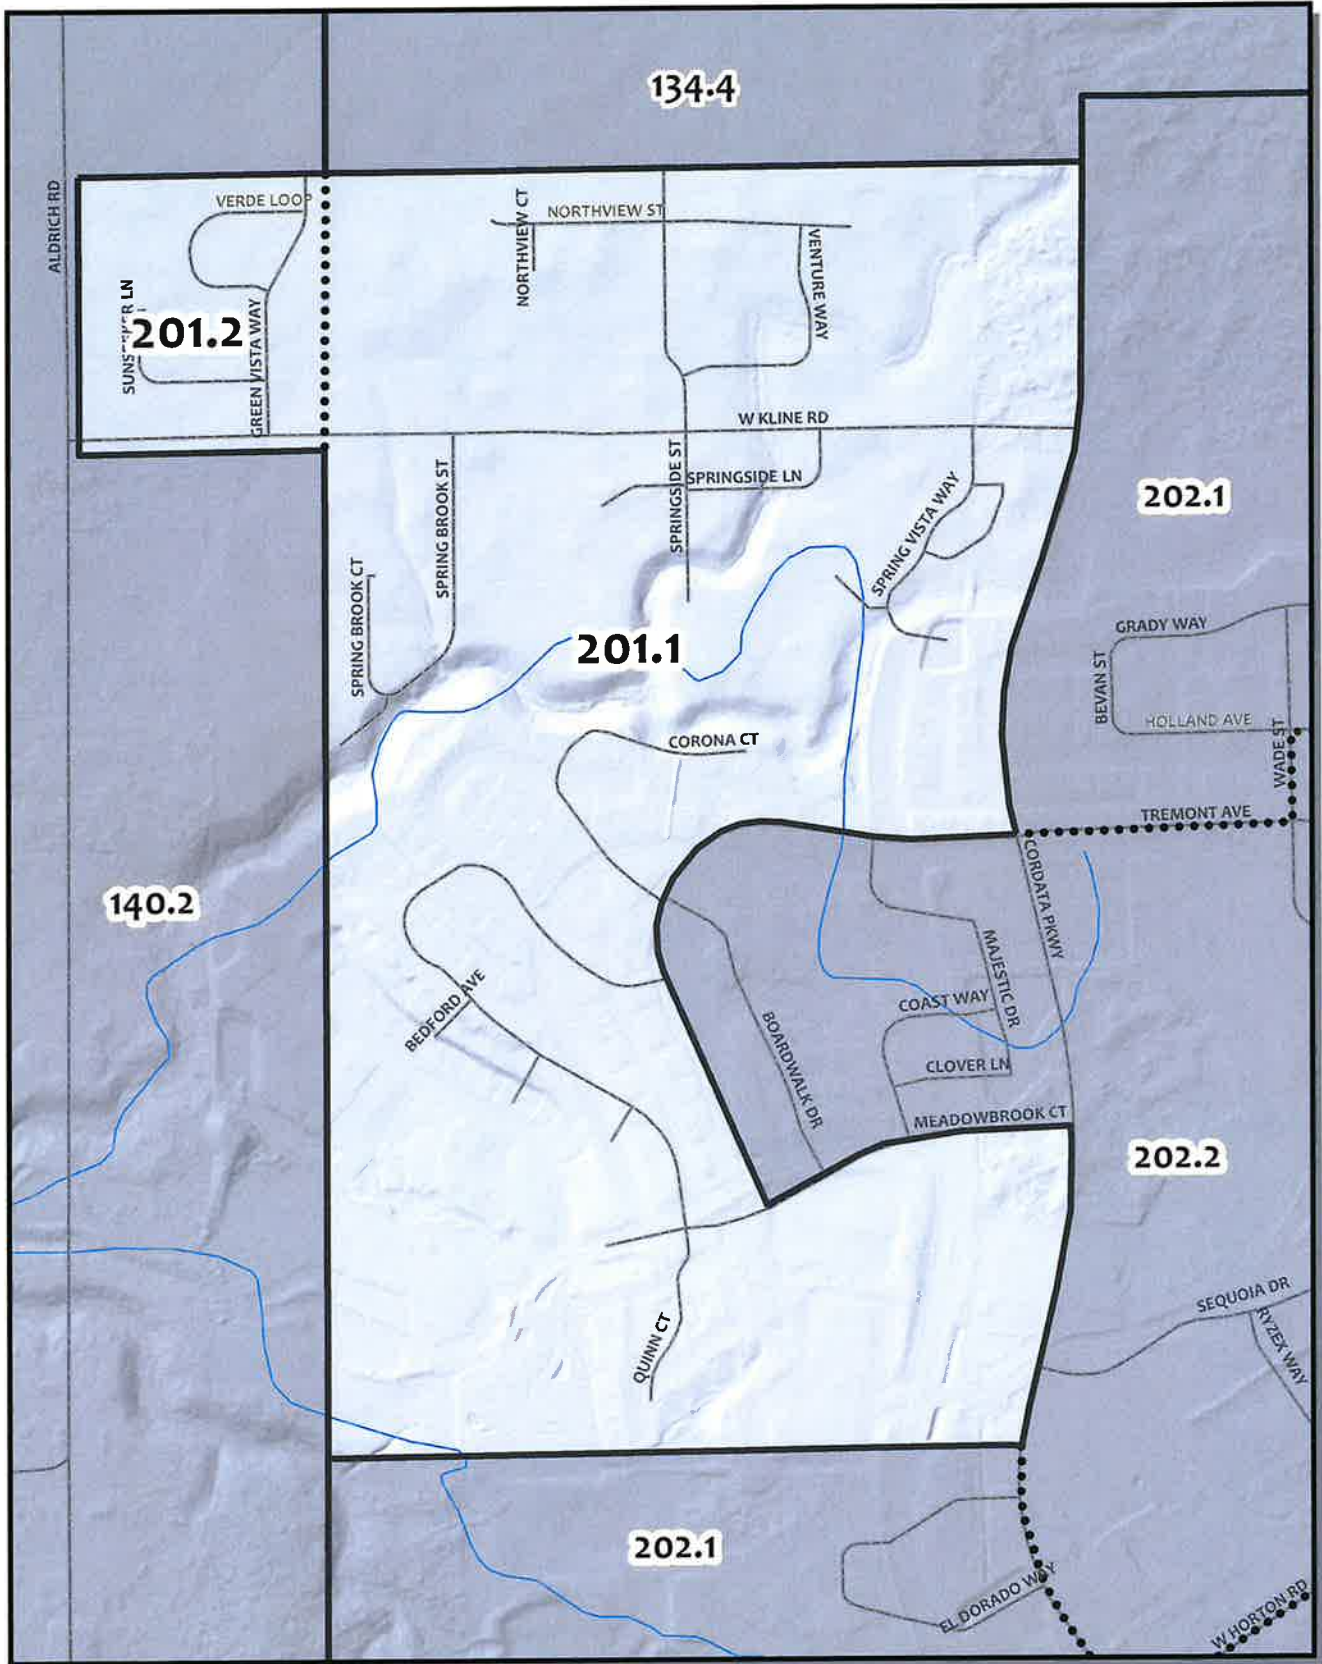 134.4
ALDRICH RD
VERDE LOOP
NORTHVIEW CT
NORTHVIEW ST
VENTURE WAY
LN
201.2
GREEN VISTA WAY
W KLINE RD
SPRING BROOK ST
SPRINGSIDE ST
SPRINGSIDE LN
SPRING VISTA WAY
202.1
SPRING BROOK CT
201.1
GRADY WAY
BEVAN ST
HOLLAND AVE
WADE ST
CORONA CT
TREMONT AVE
CORDATA PKWY
140.2
MAJESTIC DR
BEDFORD AVE
COAST WAY
BOARDWALK DR
CLOVER LN
MEADOWBROOK CT
202.2
SEQUOIA DR
RYZEX WAY
QUINN CT
202.1
EL DORADO WAY
W HORTON RD